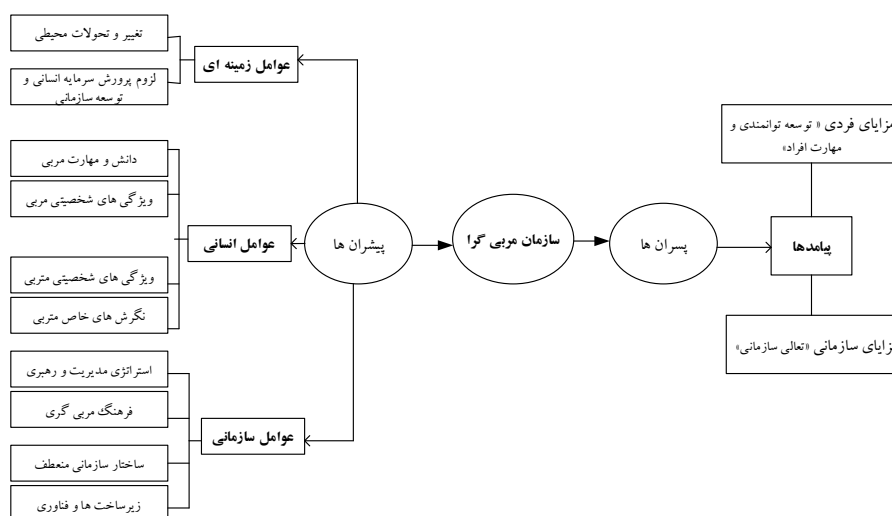 تغییر و تحولات محیطی
لزوم پرورش سرمایه انسانی و
توسعه سازمانی
عوامل زمینه ای
دانش و مهارت مربی
ویژگی های شخصیتی مربی
ویژگی های شخصیتی متربی
نگرش های خاص متربی
عوامل انسانی
استراتژی مدیریت و رهبری
فرهنگ مربی گری
ساختار سازمانی منعطف
زیرساخت ها و فناوری
عوامل سازمانی
پیشران ها
سازمان مربی گرا
پسران ها
پیامدها
مزایای فردی « توسعه توانمندی و
مهارت افراد»
مزایای سازمانی «تعالی سازمانی»